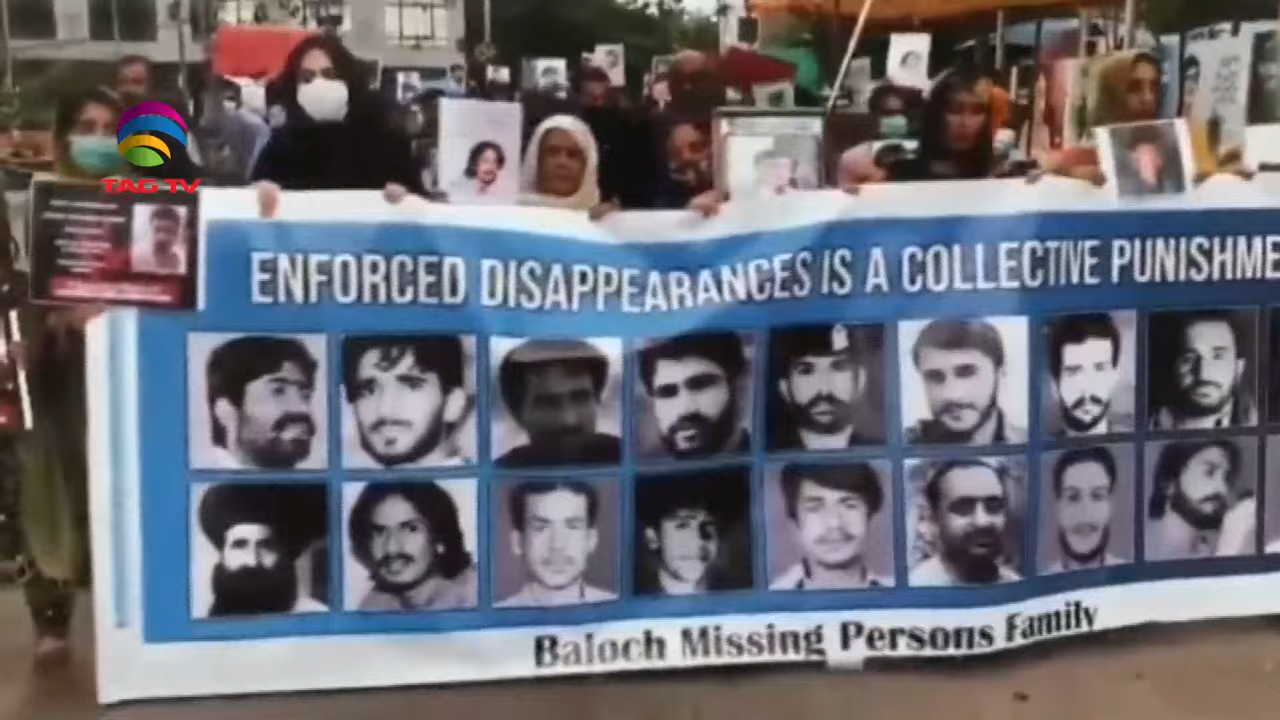 TAG TV
ENFORCED DISAPPEARANCES IS A COLLECTIVE PUNISHME
Baloch Missing Persons Family